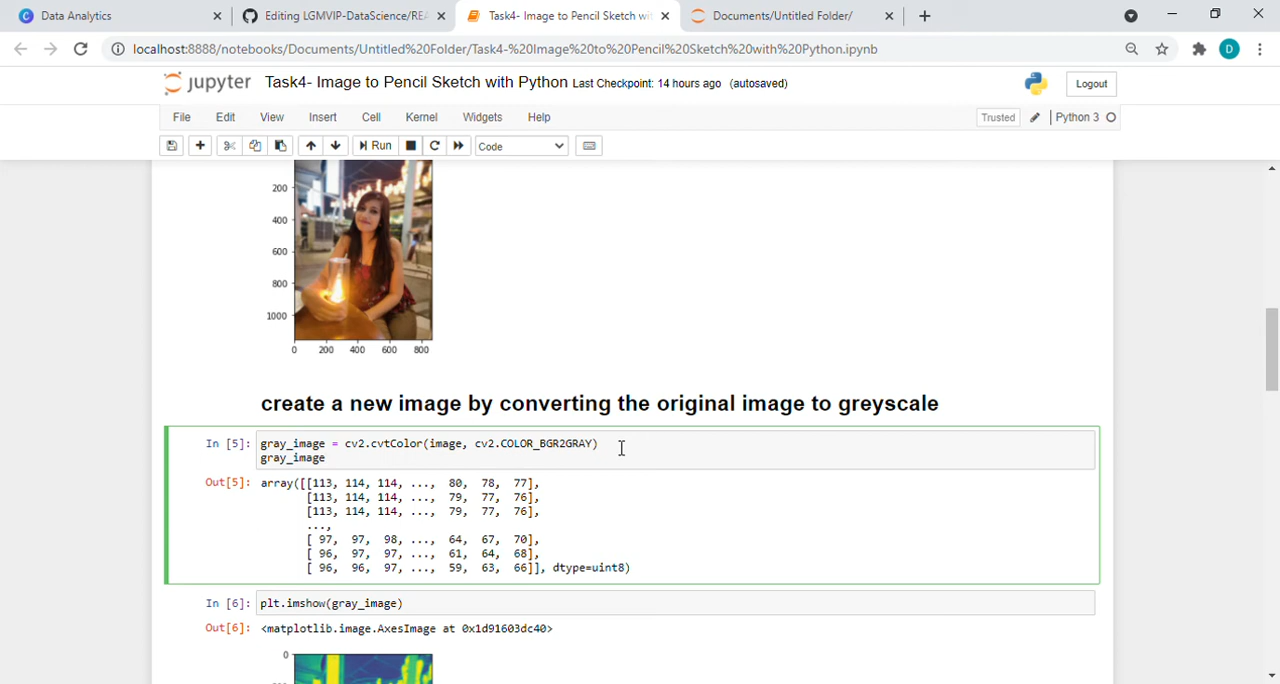 Data Analytics
Editing LGMVIP-DataScience/REA
Task4- Image to Pencil Sketch wit
Documents/Untitled Folder/
localhost:8888/notebooks/Documents/Untitled%20Folder/Task4-%20Image%20to%20Pencil%20Sketch%20with%20Python.ipynb
D
jupyter Task4- Image to Pencil Sketch with Python Last Checkpoint: 14 hours ago (autosaved)
Logout
File Edit View Insert Cell Kernel Widgets Help
Trusted Python 3
Run Code
200
400
600
800
1000
0 200 400 600 800
create a new image by converting the original image to greyscale
In [5]: gray_image = cv2.cvtColor(image, cv2.COLOR_BGR2GRAY)
gray_image
Out[5]: array([[113, 114, 114, ..., 80, 78, 77],
[113, 114, 114, ..., 79, 77, 76],
[113, 114, 114, ..., 79, 77, 76],
...,
[ 97, 97, 98, ..., 64, 67, 70],
[ 96, 97, 97, ..., 61, 64, 68],
[ 96, 96, 97, ..., 59, 63, 66]], dtype=uint8)
In [6]: plt.imshow(gray_image)
Out[6]: <matplotlib.image.AxesImage at 0x1d91603dc40>
0